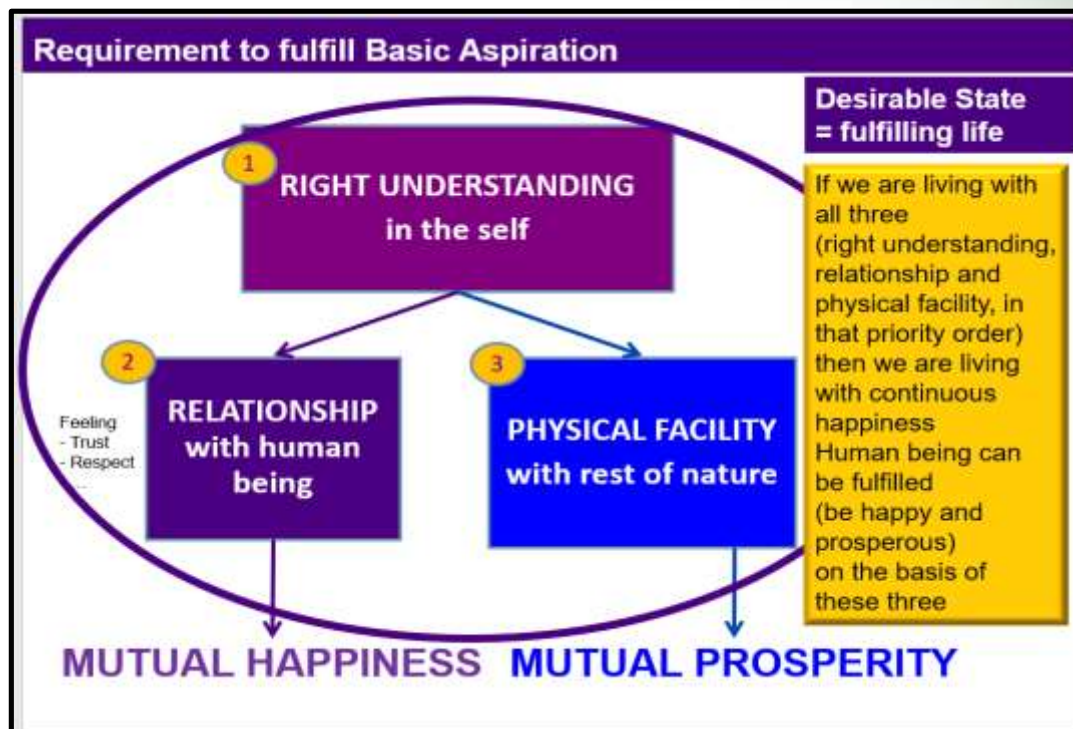 Requirement to fulfill Basic Aspiration
Desirable State
= fulfilling life
1
RIGHT UNDERSTANDING
in the self
2
RELATIONSHIP
with human
being
Feeling
- Trust
- Respect
...
3
PHYSICAL FACILITY
with rest of nature
If we are living with
all three
(right understanding,
relationship and
physical facility, in
that priority order)
then we are living
with continuous
happiness
Human being can
be fulfilled
(be happy and
prosperous)
on the basis of
these three
MUTUAL HAPPINESS
MUTUAL PROSPERITY